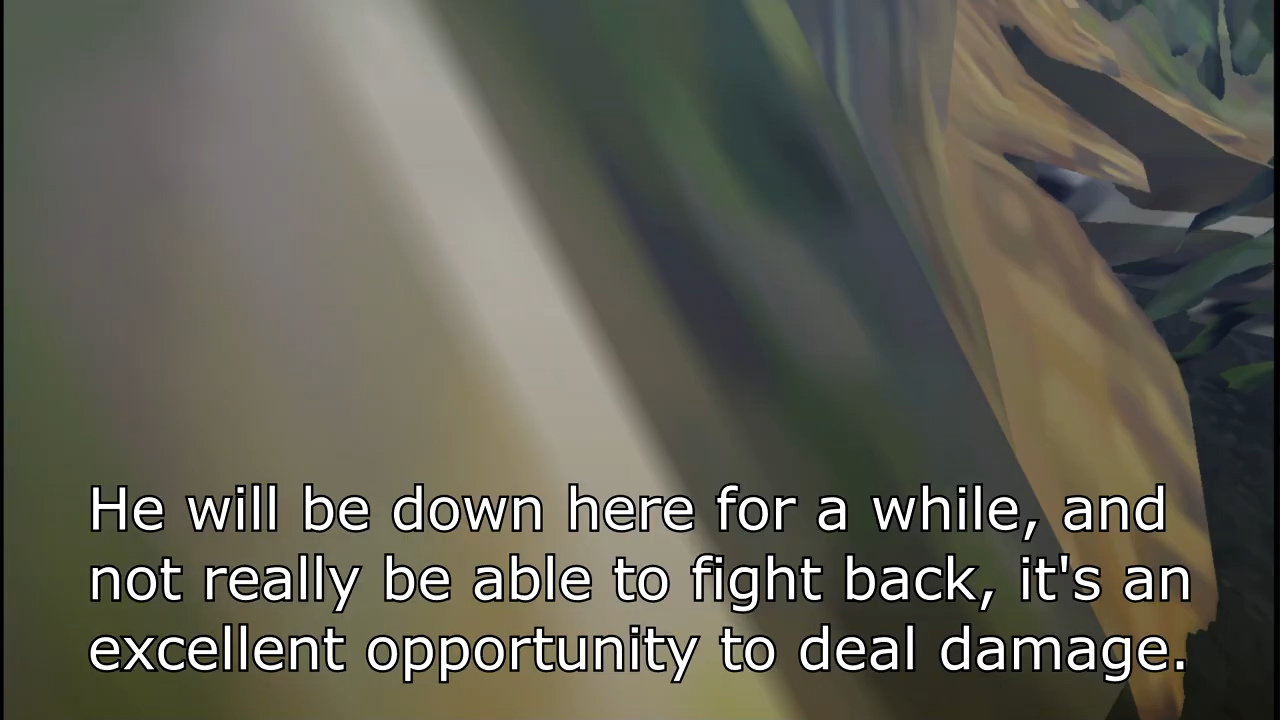 He will be down here for a while, and
not really be able to fight back, it's an
excellent opportunity to deal damage.